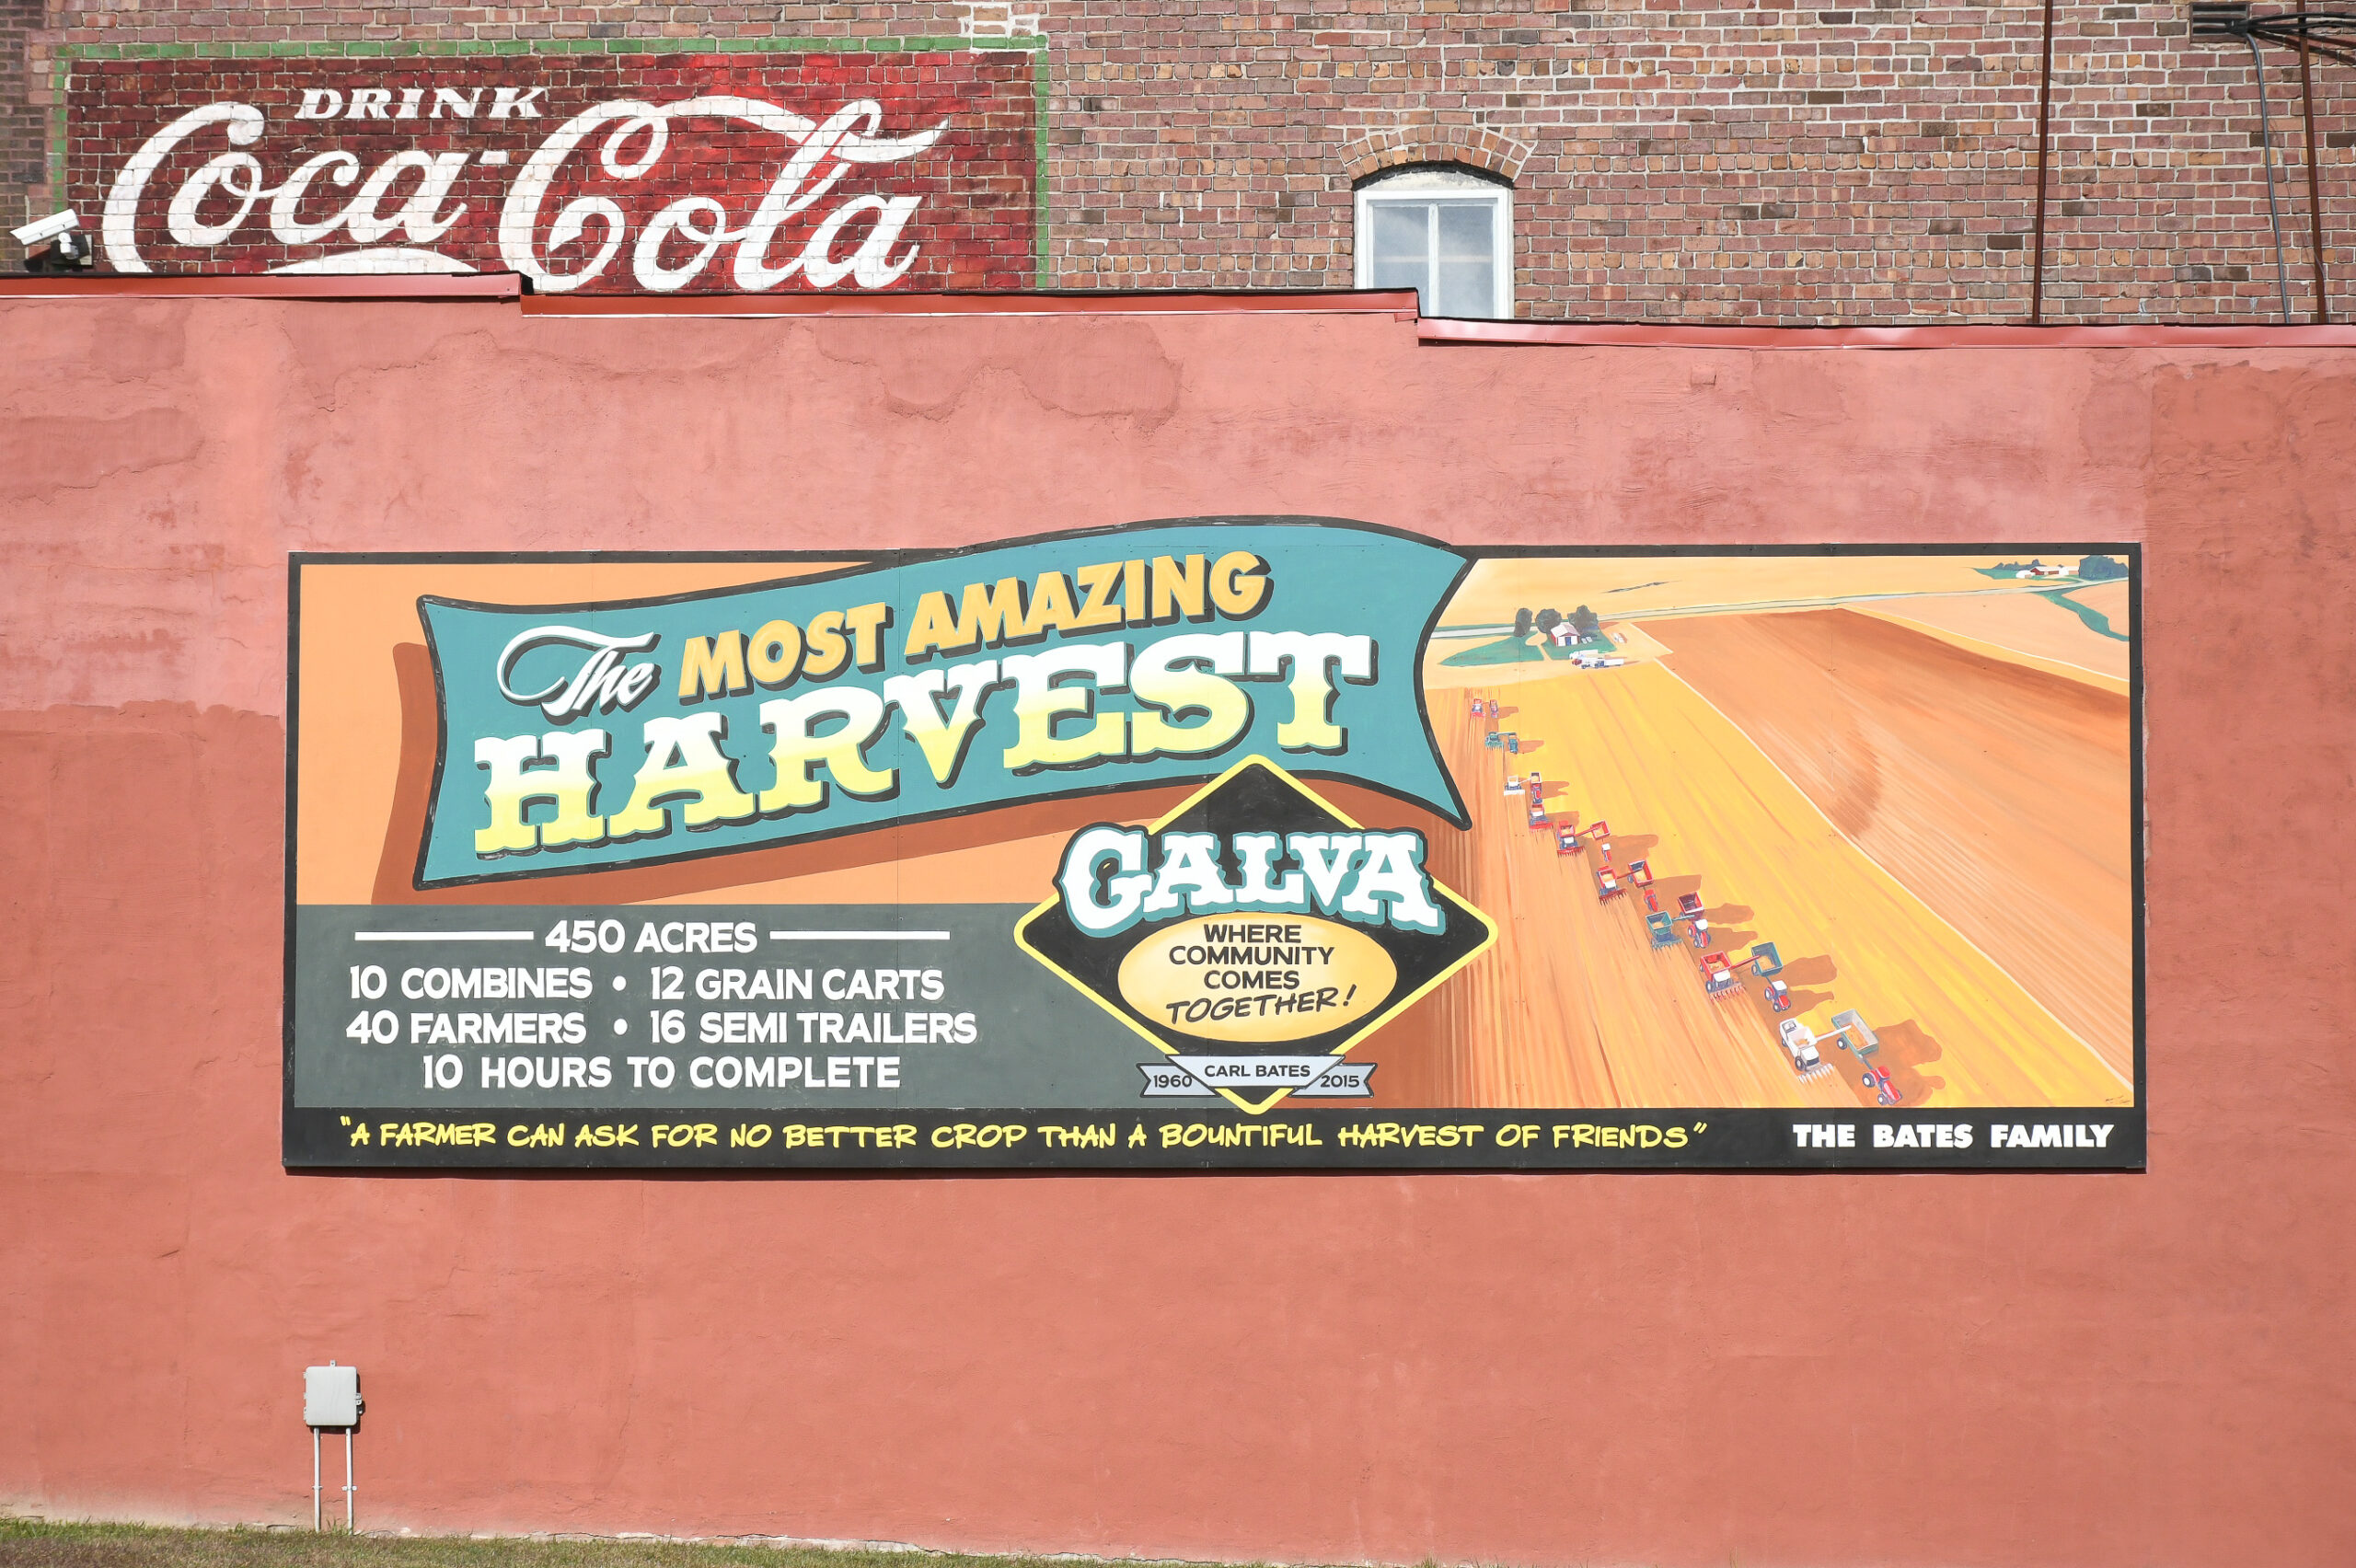 DRINK
Coca-Cola
The MOST AMAZING
HARVEST
450 ACRES
10 COMBINES • 12 GRAIN CARTS
40 FARMERS • 16 SEMI TRAILERS
10 HOURS TO COMPLETE
GALVA
WHERE
COMMUNITY
COMES
TOGETHER!
1960 CARL BATES 2015
"A FARMER CAN ASK FOR NO BETTER CROP THAN A BOUNTIFUL HARVEST OF FRIENDS" THE BATES FAMILY